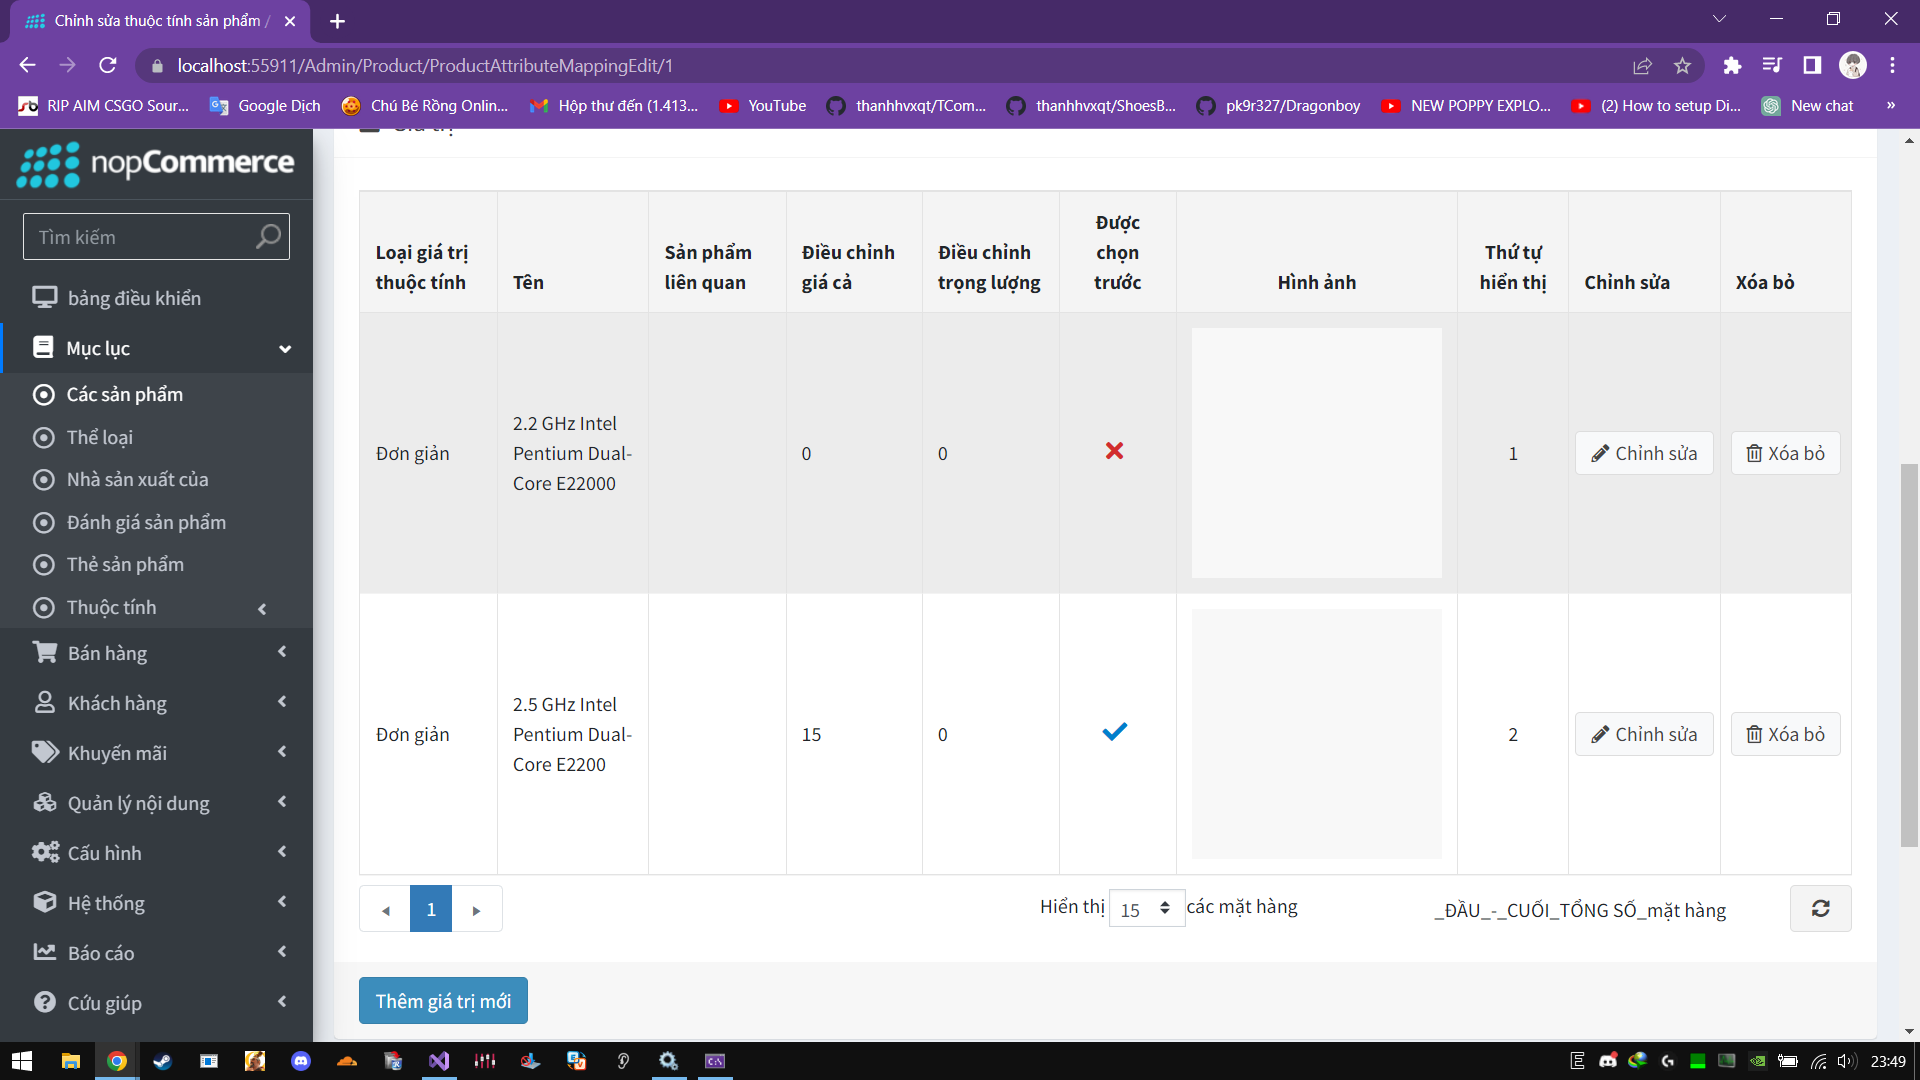 Chỉnh sửa thuộc tính sản phẩm /
localhost:55911/Admin/Product/ProductAttributeMappingEdit/1
RIP AIM CSGO Sour...
Google Dịch
Chú Bé Rồng Onlin...
Hộp thư đến (1.413...
YouTube
thanhhvxqt/TCom...
thanhhvxqt/ShoesB...
pk9r327/Dragonboy
NEW POPPY EXPLO...
(2) How to setup Di...
New chat
»
nopCommerce
Tìm kiếm
bảng điều khiển
Mục lục
Các sản phẩm
Thể loại
Nhà sản xuất của
Đánh giá sản phẩm
Thẻ sản phẩm
Thuộc tính
Bán hàng
Khách hàng
Khuyến mãi
Quản lý nội dung
Cấu hình
Hệ thống
Báo cáo
Cứu giúp
Loại giá trị
thuộc tính
Tên
Sản phẩm
liên quan
Điều chỉnh
giá cả
Điều chỉnh
trọng lượng
Được
chọn
trước
Hình ảnh
Thứ tự
hiển thị
Chỉnh sửa
Xóa bỏ
Đơn giản
2.2 GHz Intel
Pentium Dual-
Core E22000
0
0
1
Chỉnh sửa
Xóa bỏ
Đơn giản
2.5 GHz Intel
Pentium Dual-
Core E2200
15
0
2
Chỉnh sửa
Xóa bỏ
1
Hiển thị 15 các mặt hàng
_ĐẦU_-_CUỐI_TỔNG SỐ_mặt hàng
Thêm giá trị mới
23:49